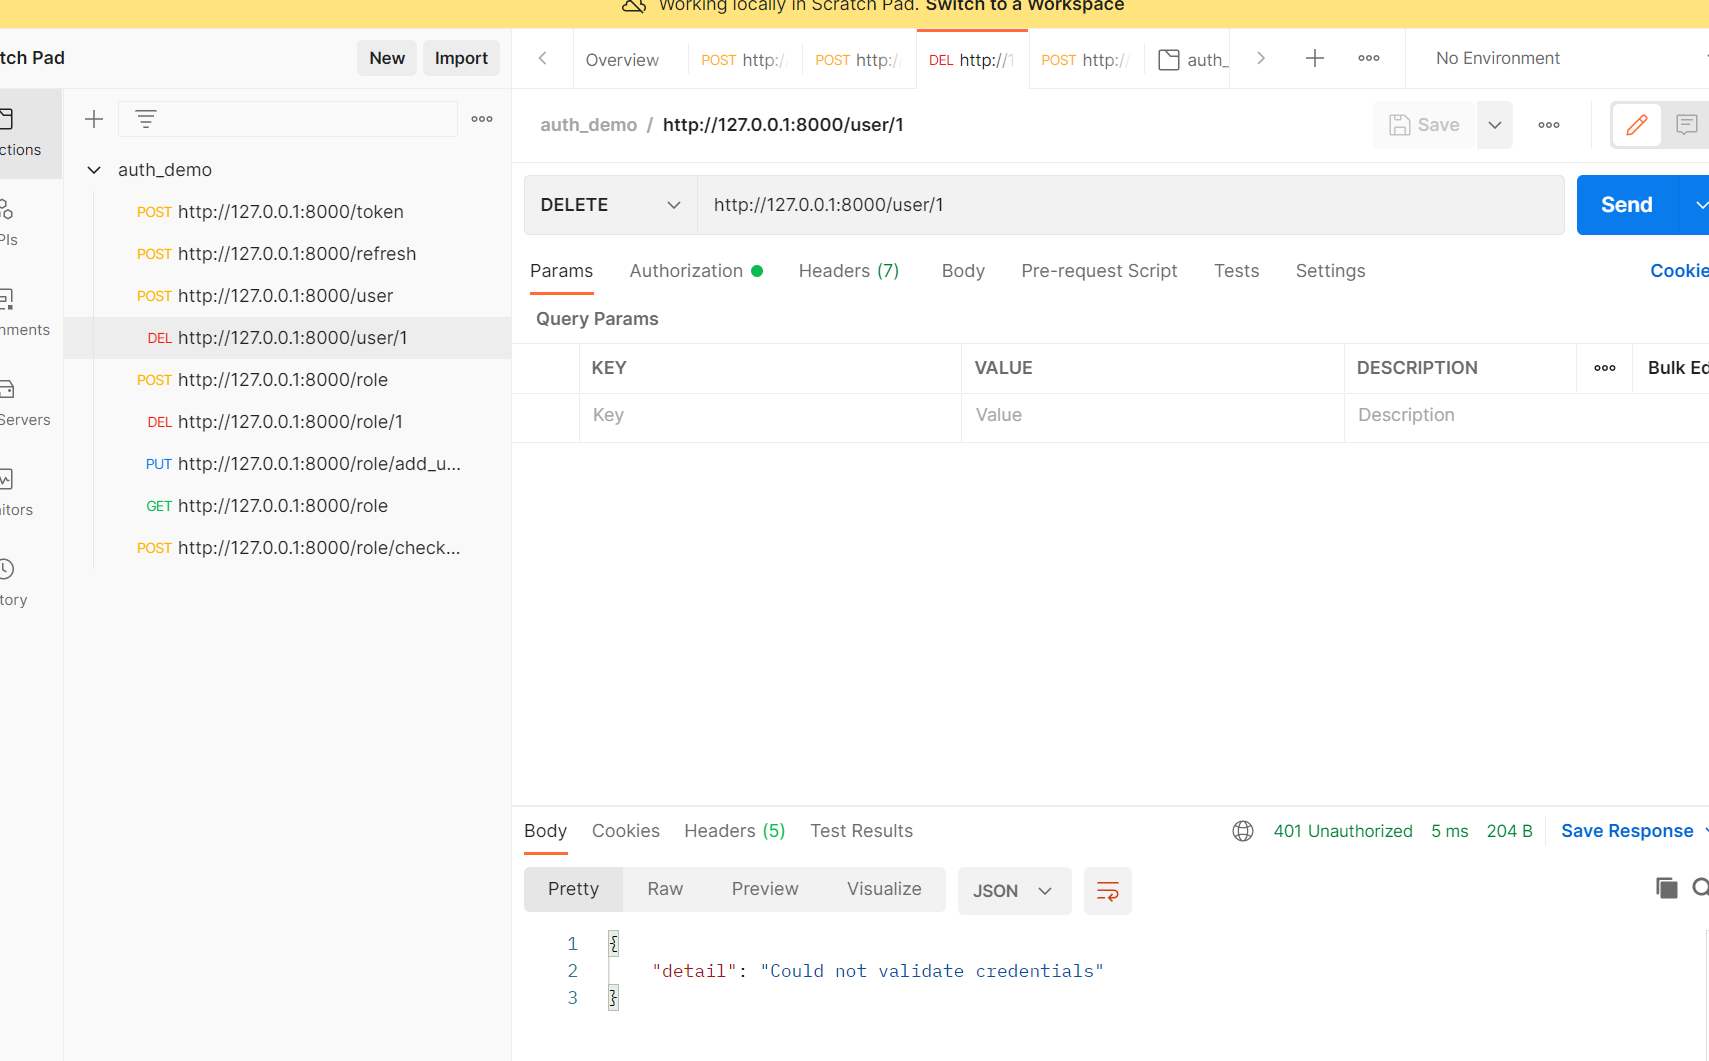 Working locally in Scratch Pad. Switch to a Workspace
tch Pad
New
Import
Overview
POST http:/
POST http:/
DEL http://1
POST http://
auth_
No Environment
ctions
PIs
nments
Servers
itors
tory
auth_demo
POST http://127.0.0.1:8000/token
POST http://127.0.0.1:8000/refresh
POST http://127.0.0.1:8000/user
DEL http://127.0.0.1:8000/user/1
POST http://127.0.0.1:8000/role
DEL http://127.0.0.1:8000/role/1
PUT http://127.0.0.1:8000/role/add_u...
GET http://127.0.0.1:8000/role
POST http://127.0.0.1:8000/role/check...
auth_demo / http://127.0.0.1:8000/user/1
Save
DELETE
http://127.0.0.1:8000/user/1
Send
Params
Authorization
Headers (7)
Body
Pre-request Script
Tests
Settings
Cookie
Query Params
KEY
VALUE
DESCRIPTION
Bulk Ed
Key
Value
Description
Body
Cookies
Headers (5)
Test Results
401 Unauthorized
5 ms
204 B
Save Response
Pretty
Raw
Preview
Visualize
JSON
1 {
2 "detail": "Could not validate credentials"
3 }